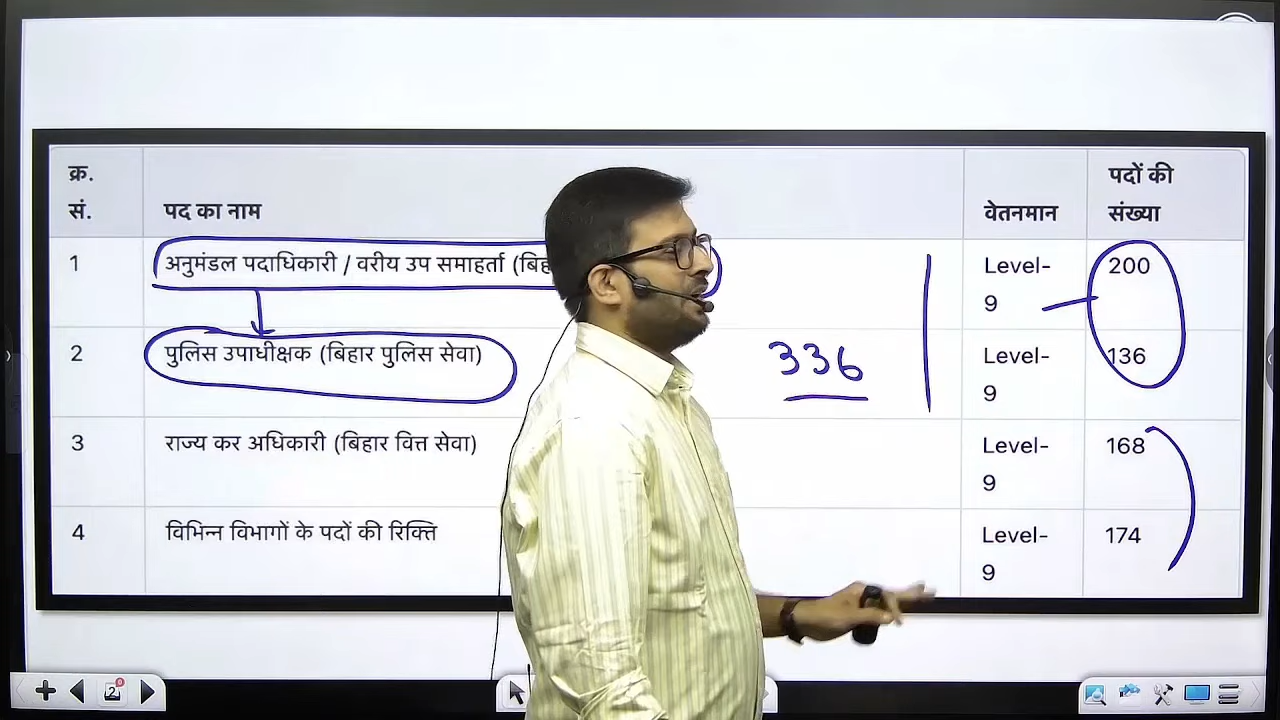 क्र.
सं.
पद का नाम
वेतनमान
पदों की
संख्या
1
अनुमंडल पदाधिकारी / वरीय उप समाहर्ता
Level-
9
200
2
पुलिस उपाधीक्षक (बिहार पुलिस सेवा)
336
Level-
9
136
3
राज्य कर अधिकारी (बिहार वित्त सेवा)
Level-
9
168
4
विभिन्न विभागों के पदों की रिक्ति
Level-
9
174
2